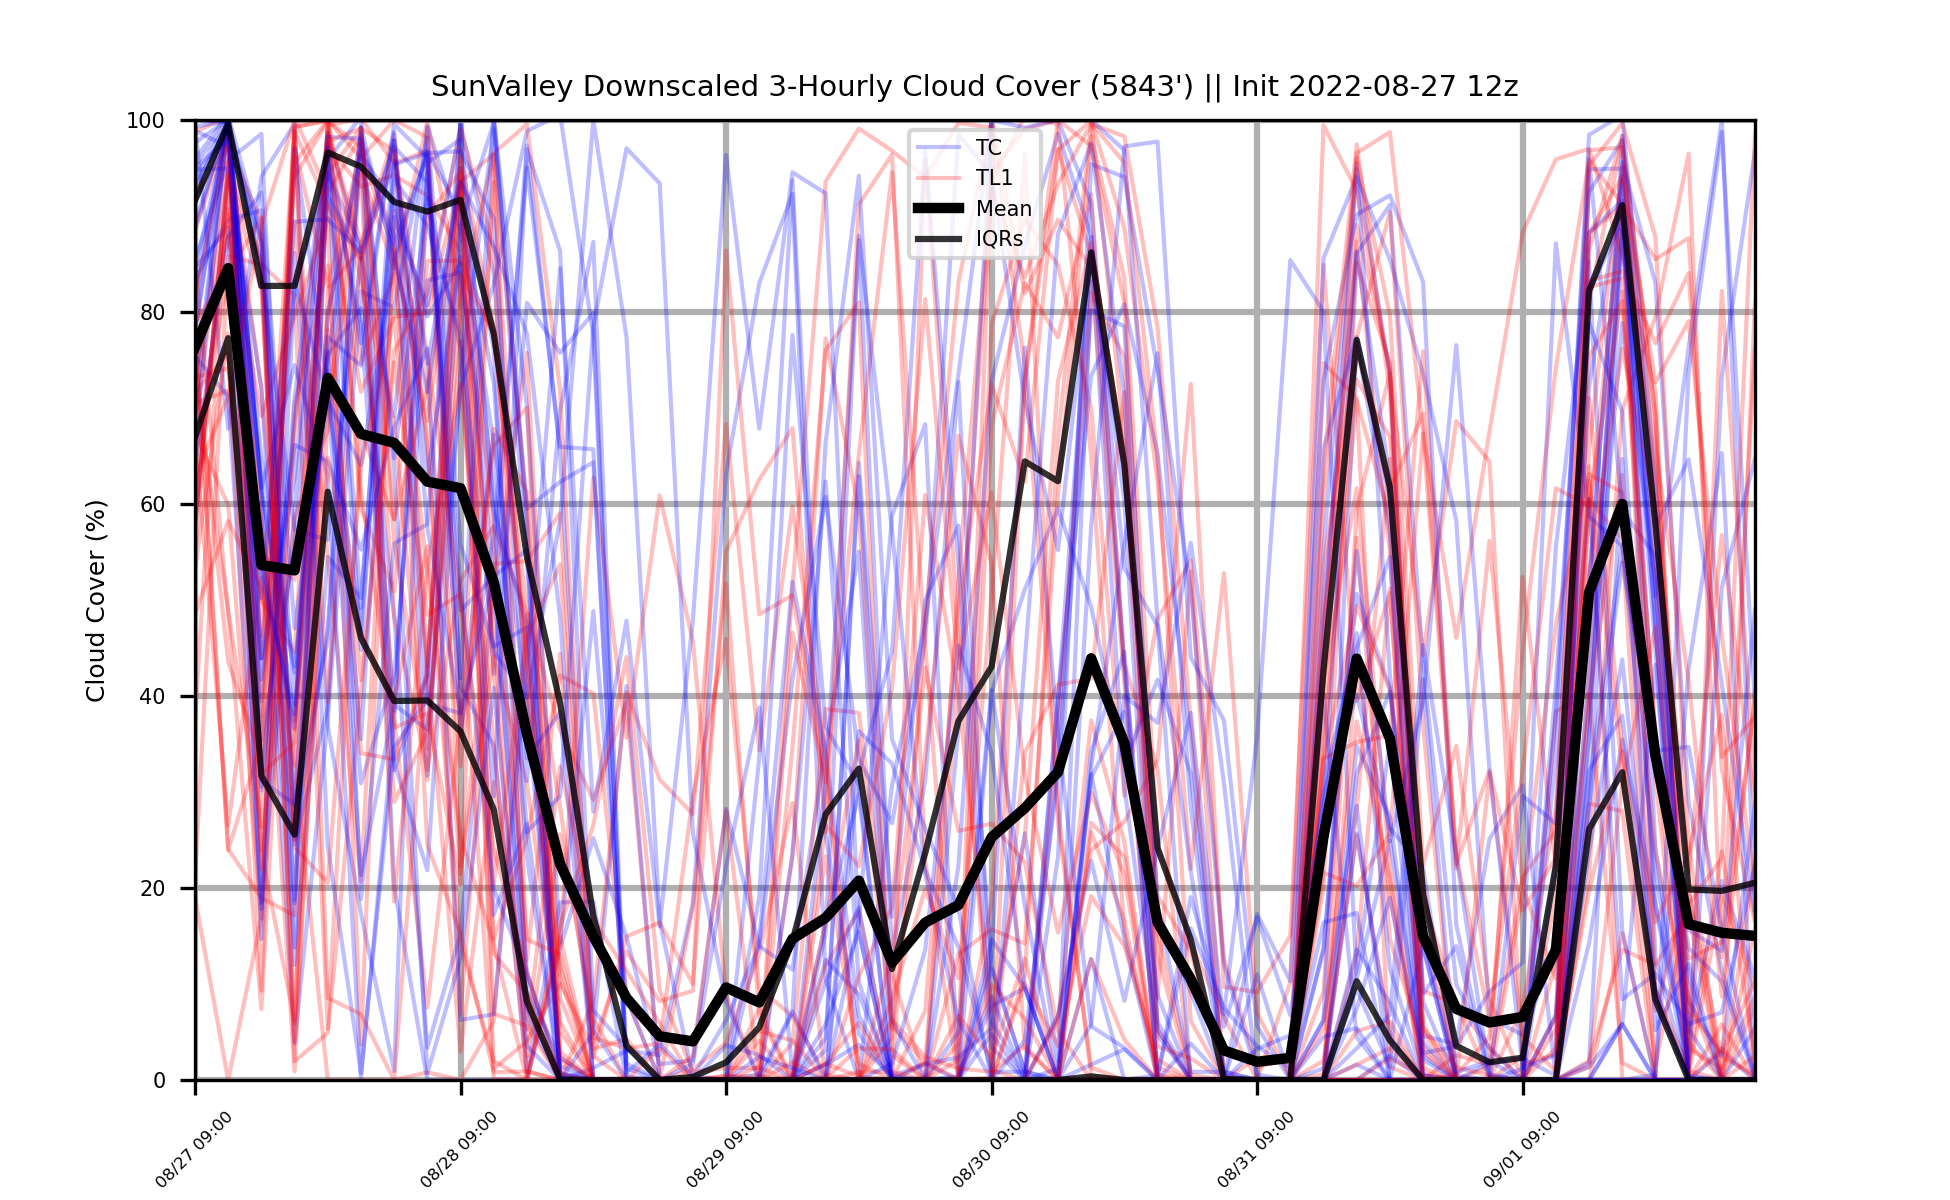 SunValley Downscaled 3-Hourly Cloud Cover (5843') || Init 2022-08-27 12z
TC
TL1
Mean
IQRs
Cloud Cover (%)
100
80
60
40
20
0
08/27 09:00
08/28 09:00
08/29 09:00
08/30 09:00
08/31 09:00
09/01 09:00